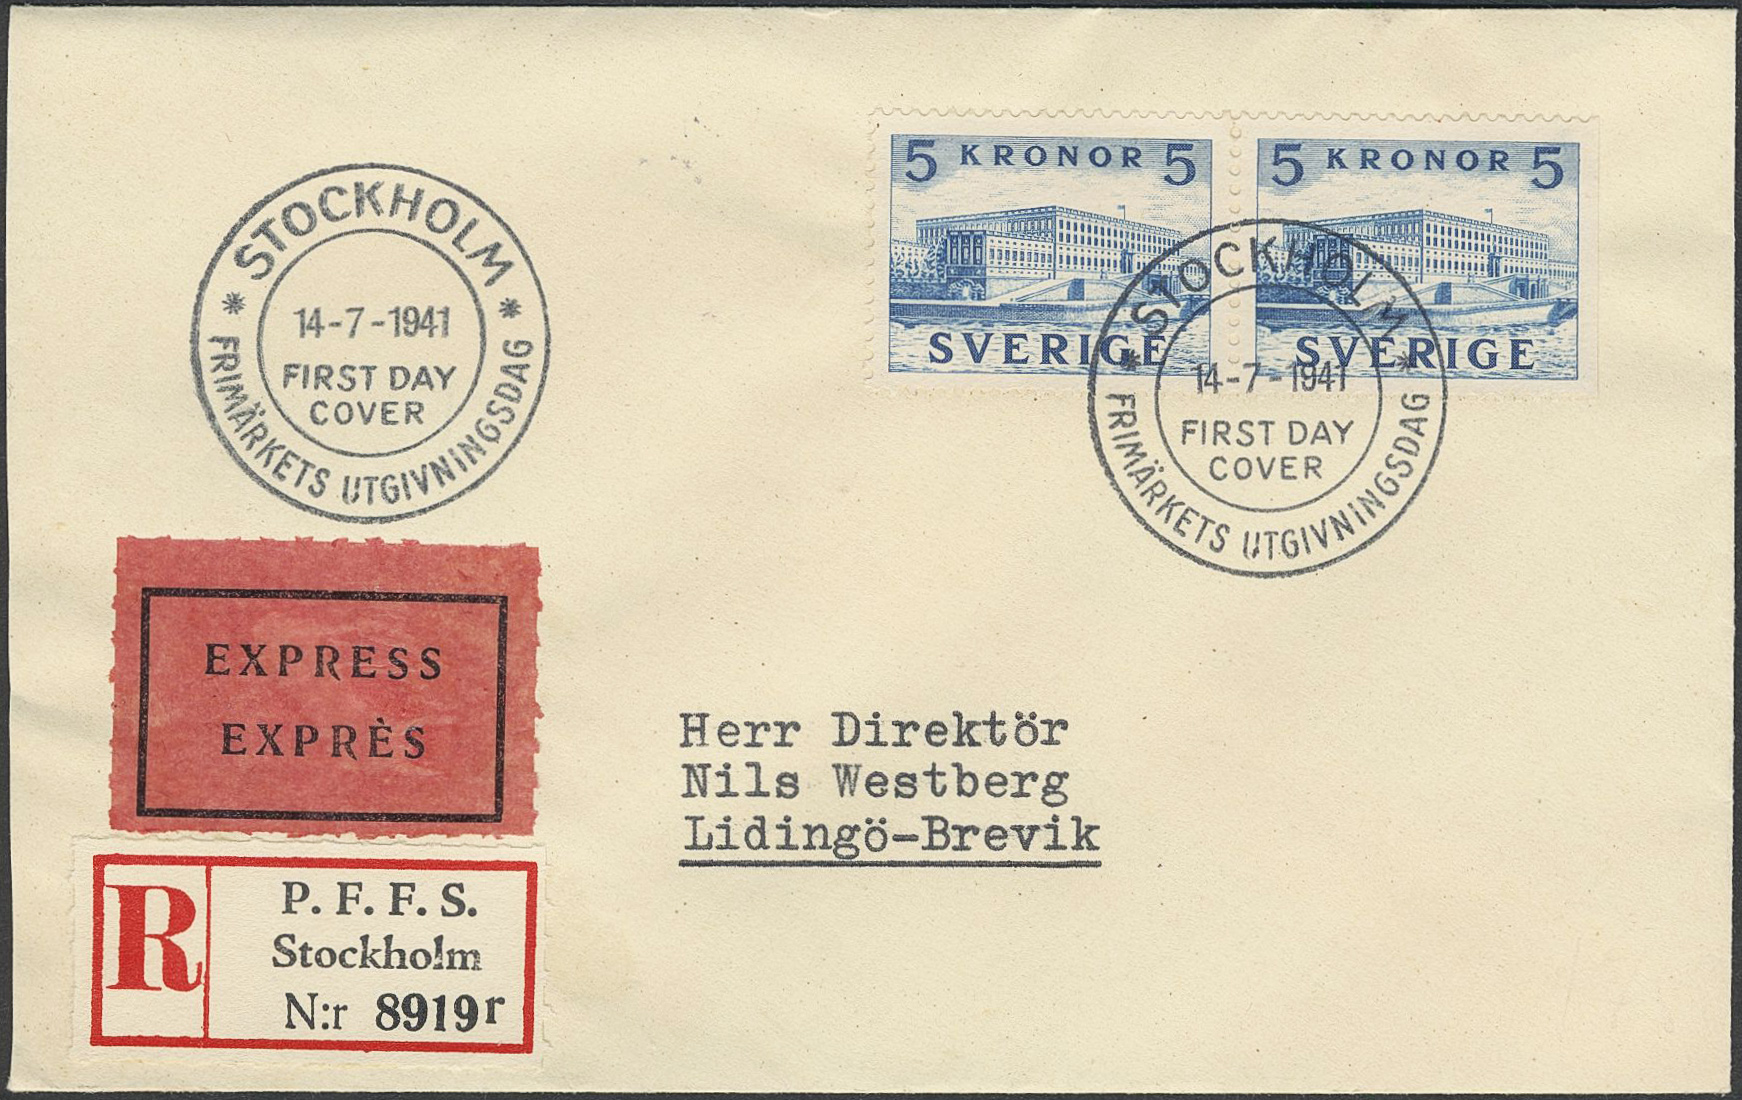 STOCKHOLM
14-7-1941
FIRST DAY
COVER
FRIMÄRKETS UTGIVNINGSDAG
5 KRONOR 5
SVERIGE
5 KRONOR 5
SVERIGE
STOCKHOLM
14-7-1941
FIRST DAY
COVER
FRIMÄRKETS UTGIVNINGSDAG
EXPRESS
EXPRÈS
Herr Direktör
Nils Westberg
Lidingö-Brevik
R
P. F. F. S.
Stockholm
N:r 8919r